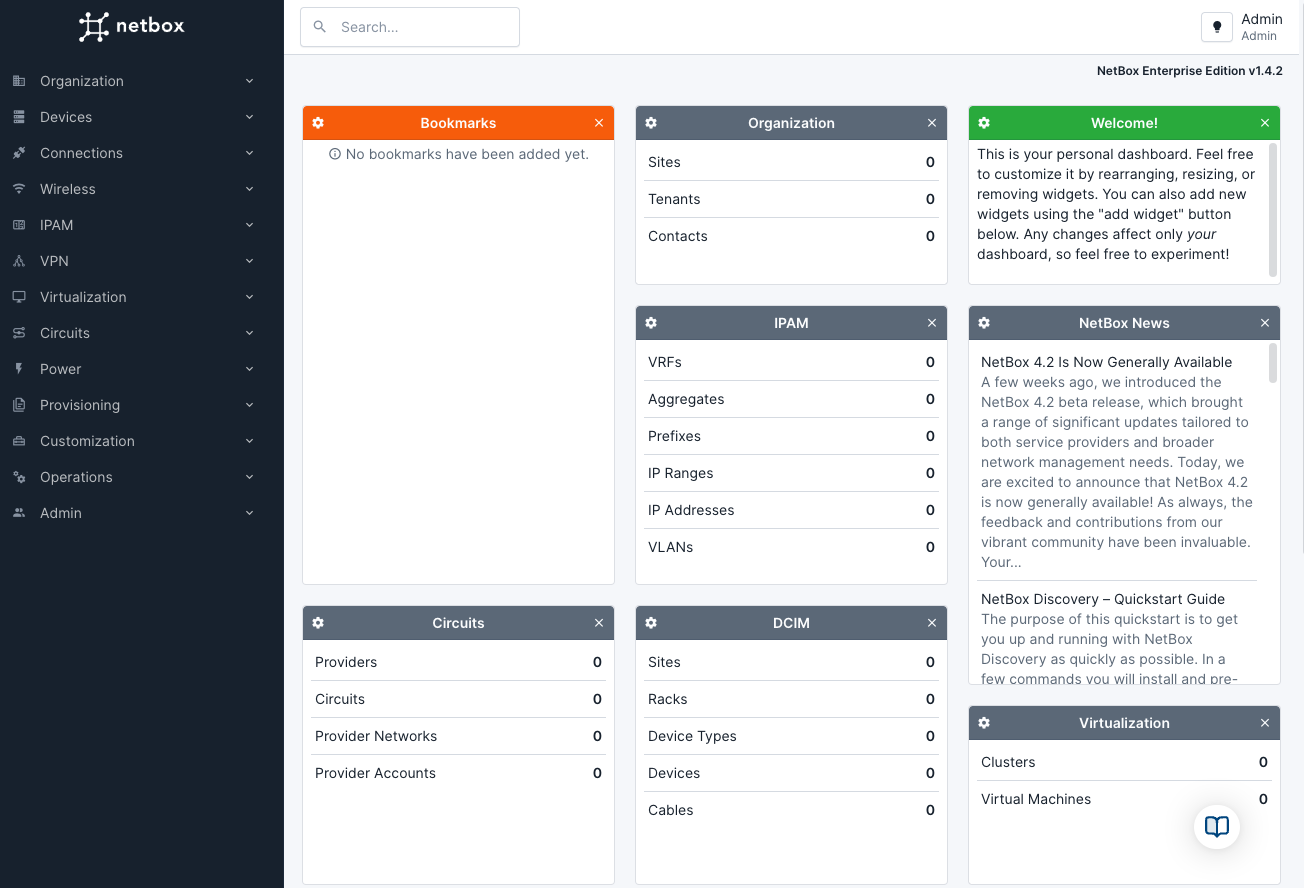 netbox
Search...
Admin
Admin
Organization
Devices
Connections
Wireless
IPAM
VPN
Virtualization
Circuits
Power
Provisioning
Customization
Operations
Admin
NetBox Enterprise Edition v1.4.2
Bookmarks
No bookmarks have been added yet.
Organization
Sites 0
Tenants 0
Contacts 0
Welcome!
This is your personal dashboard. Feel free
to customize it by rearranging, resizing, or
removing widgets. You can also add new
widgets using the "add widget" button
below. Any changes affect only your
dashboard, so feel free to experiment!
IPAM
VRFs 0
Aggregates 0
Prefixes 0
IP Ranges 0
IP Addresses 0
VLANs 0
NetBox News
NetBox 4.2 Is Now Generally Available
A few weeks ago, we introduced the
NetBox 4.2 beta release, which brought
a range of significant updates tailored to
both service providers and broader
network management needs. Today, we
are excited to announce that NetBox 4.2
is now generally available! As always, the
feedback and contributions from our
vibrant community have been invaluable.
Your...
NetBox Discovery – Quickstart Guide
The purpose of this quickstart is to get
you up and running with NetBox
Discovery as quickly as possible. In a
few commands you will install and pre-
Circuits
Providers 0
Circuits 0
Provider Networks 0
Provider Accounts 0
DCIM
Sites 0
Racks 0
Device Types 0
Devices 0
Cables 0
Virtualization
Clusters 0
Virtual Machines 0